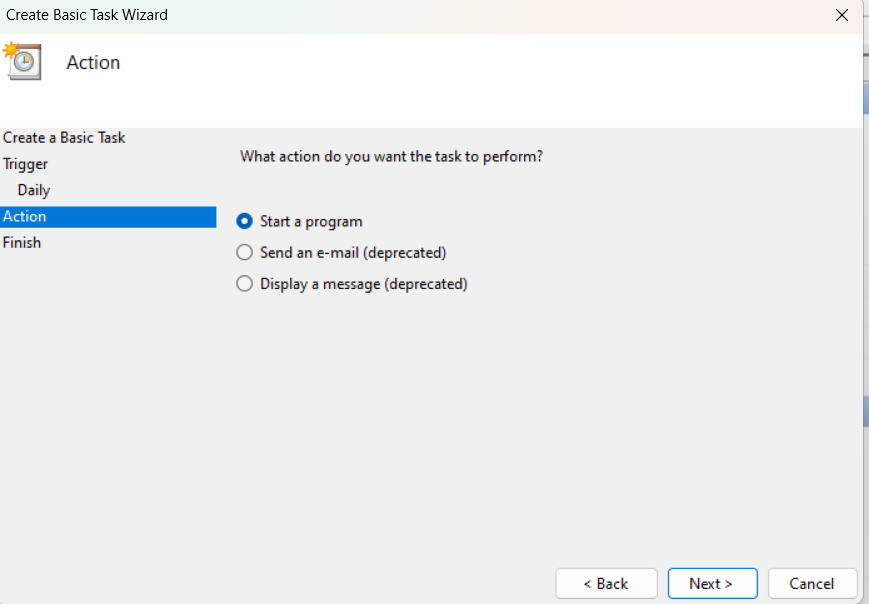 Create Basic Task Wizard
Action
Create a Basic Task
Trigger
Daily
Action
Finish
What action do you want the task to perform?
Start a program
Send an e-mail (deprecated)
Display a message (deprecated)
< Back
Next >
Cancel